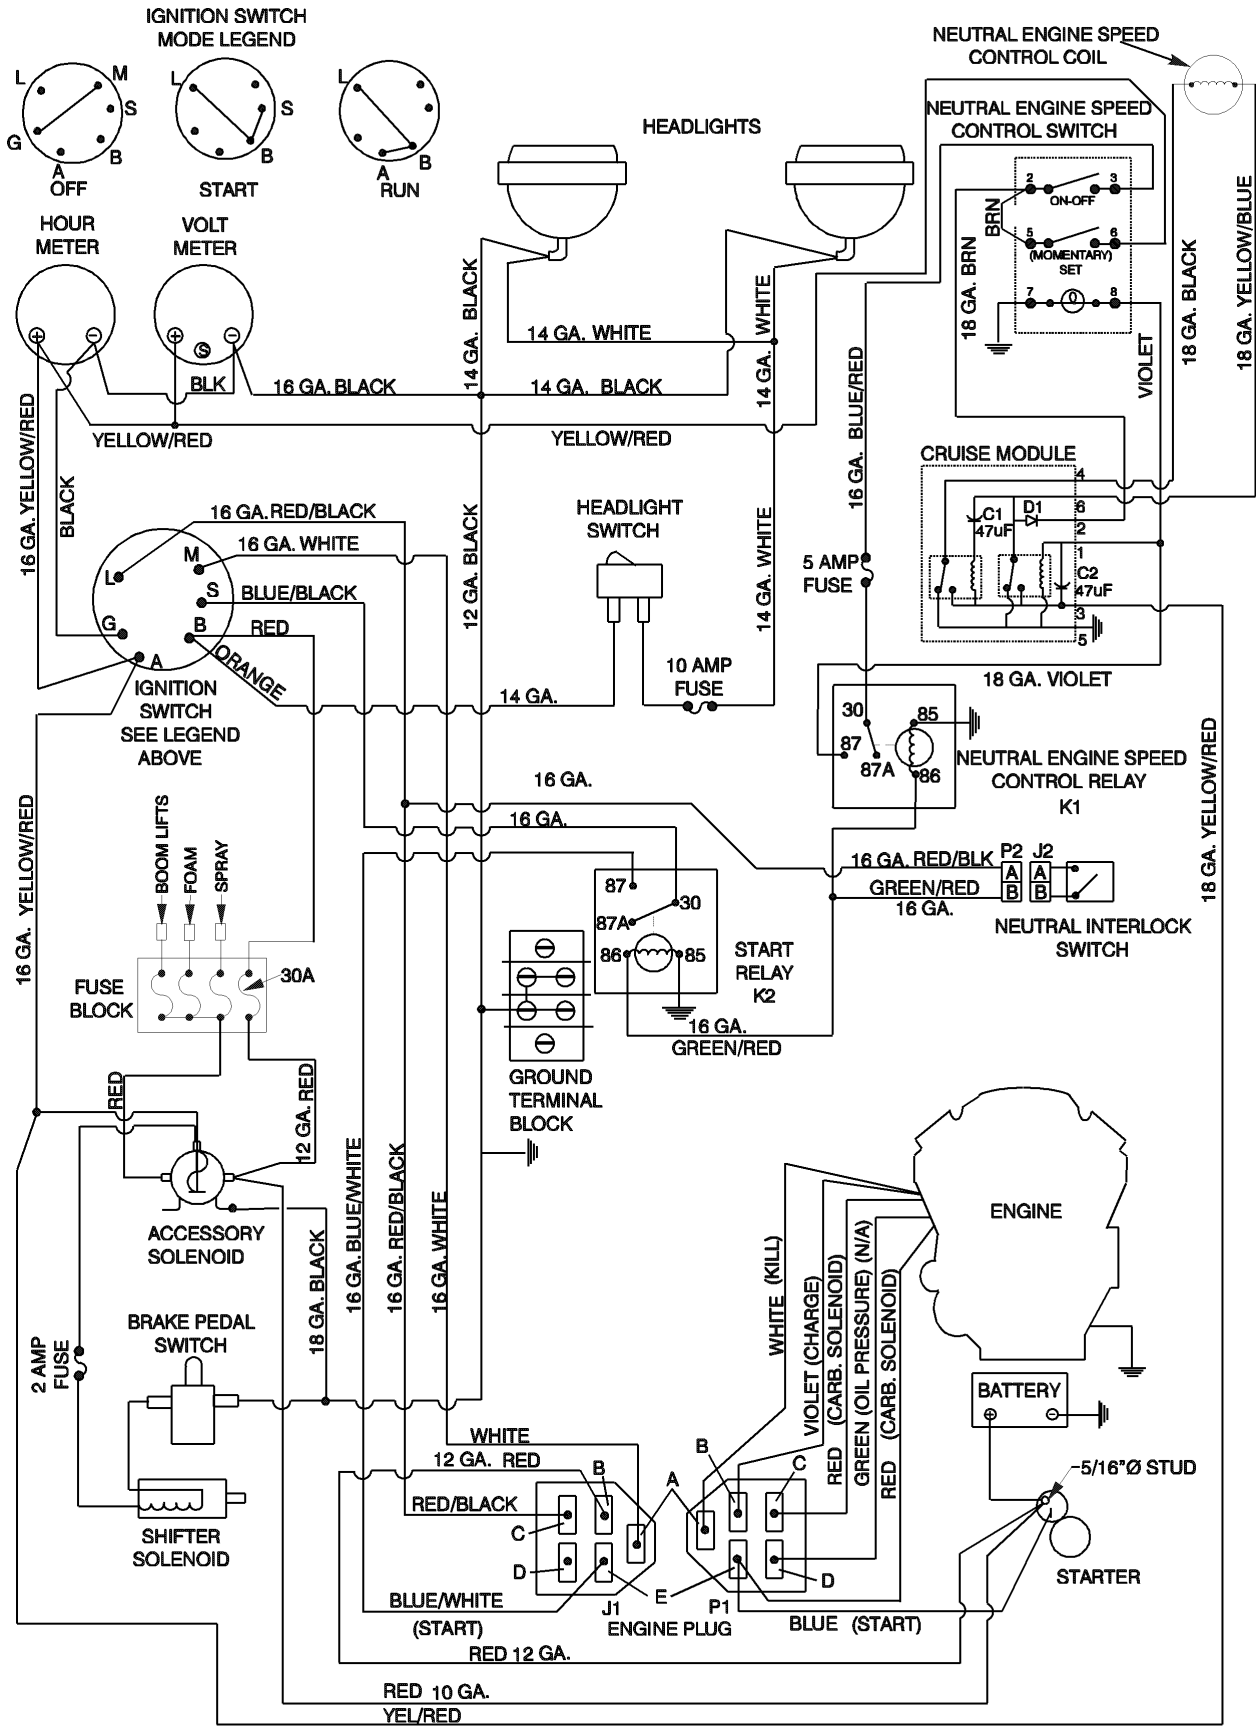 IGNITION SWITCH
MODE LEGEND
L
M
S
G
B
A
OFF
L
S
B
START
L
B
A
RUN
HEADLIGHTS
NEUTRAL ENGINE SPEED
CONTROL COIL
NEUTRAL ENGINE SPEED
CONTROL SWITCH
2
3
ON-OFF
BRN
5
6
(MOMENTARY)
SET
7
0
8
18 GA. BRN
VIOLET
18 GA. BLACK
18 GA. YELLOW/BLUE
HOUR
METER
VOLT
METER
+
−
+
−
S
BLK
16 GA. BLACK
14 GA. BLACK
14 GA. WHITE
14 GA. WHITE
14 GA. BLACK
YELLOW/RED
YELLOW/RED
16 GA. YELLOW/RED
BLACK
16 GA. BLUE/RED
CRUISE MODULE
4
C1
47uF
D1
6
2
1
C2
47uF
3
5
16 GA. RED/BLACK
16 GA. WHITE
BLUE/BLACK
RED
ORANGE
L
M
S
G
B
A
IGNITION
SWITCH
SEE LEGEND
ABOVE
12 GA. BLACK
HEADLIGHT
SWITCH
14 GA. WHITE
10 AMP
FUSE
14 GA.
5 AMP
FUSE
18 GA. VIOLET
30
85
87
87A
86
NEUTRAL ENGINE SPEED
CONTROL RELAY
K1
18 GA. YELLOW/RED
16 GA.
16 GA.
16 GA. RED/BLK
GREEN/RED
16 GA.
P2
J2
A
B
A
B
NEUTRAL INTERLOCK
SWITCH
16 GA. YELLOW/RED
BOOM LIFTS
FOAM
SPRAY
FUSE
BLOCK
30A
87
30
87A
86
85
START
RELAY
K2
16 GA.
GREEN/RED
GROUND
TERMINAL
BLOCK
RED
12 GA. RED
ACCESSORY
SOLENOID
18 GA. BLACK
16 GA. BLUE/WHITE
16 GA. RED/BLACK
16 GA. WHITE
ENGINE
WHITE (KILL)
VIOLET (CHARGE)
RED (CARB. SOLENOID)
GREEN (OIL PRESSURE) (N/A)
RED (CARB. SOLENOID)
BRAKE PEDAL
SWITCH
2 AMP
FUSE
SHIFTER
SOLENOID
BATTERY
+
−
5/16"Ø STUD
STARTER
WHITE
12 GA. RED
B
RED/BLACK
C
D
A
B
C
D
E
BLUE/WHITE
(START)
J1
P1
ENGINE PLUG
BLUE (START)
RED 12 GA.
RED 10 GA.
YEL/RED